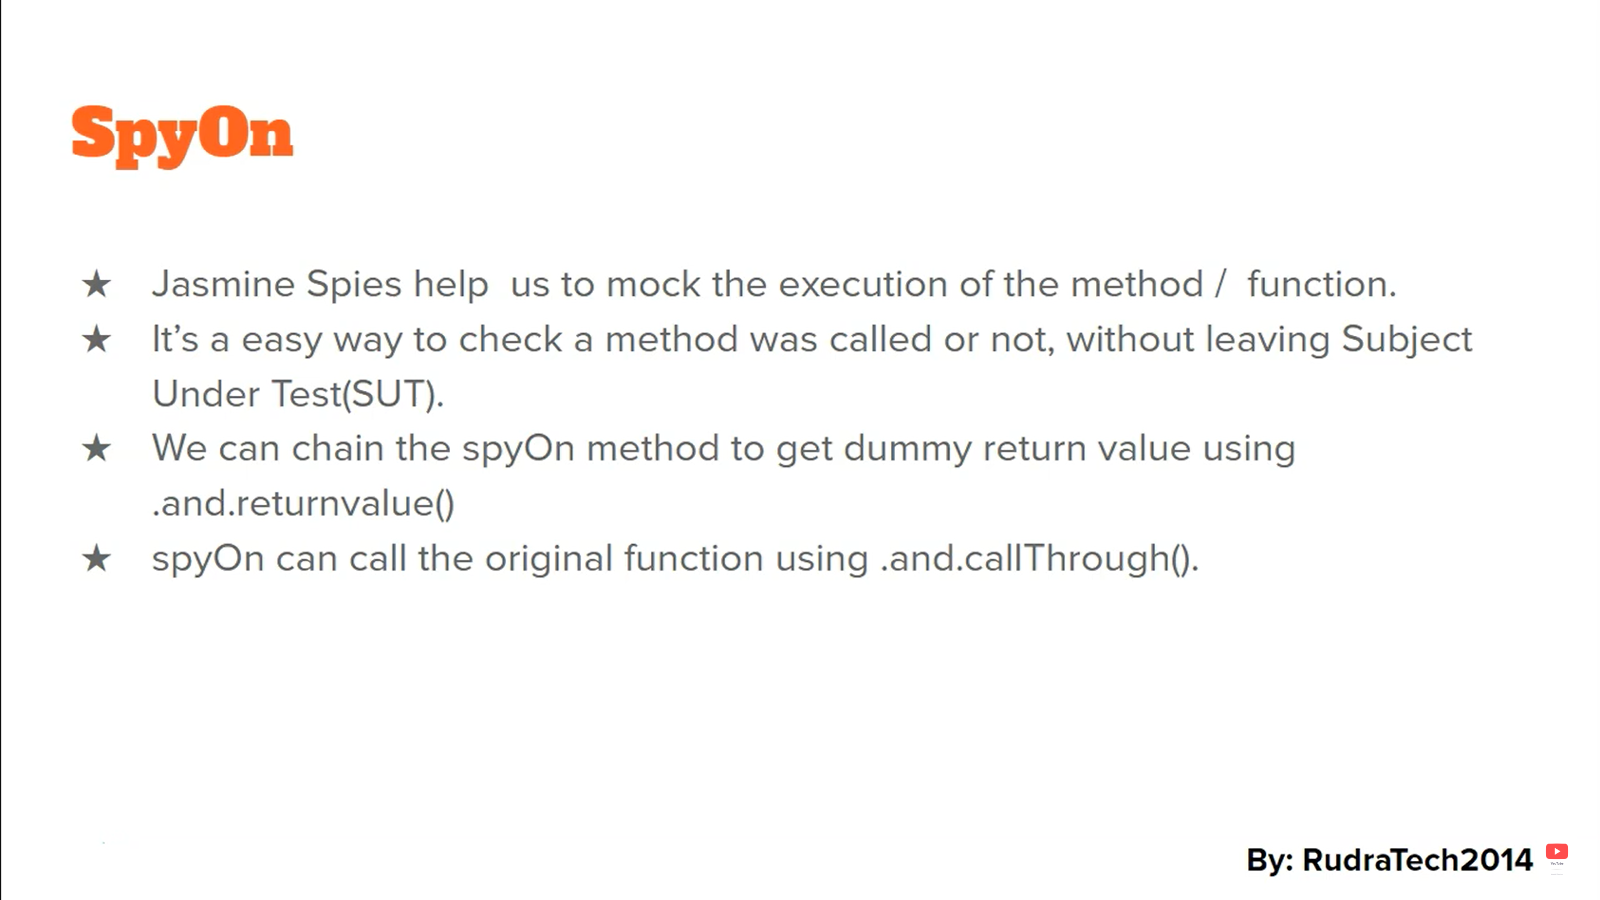 SpyOn
★ Jasmine Spies help us to mock the execution of the method / function.
★ It’s a easy way to check a method was called or not, without leaving Subject
Under Test(SUT).
★ We can chain the spyOn method to get dummy return value using
.and.returnvalue()
★ spyOn can call the original function using .and.callThrough().
By: RudraTech2014